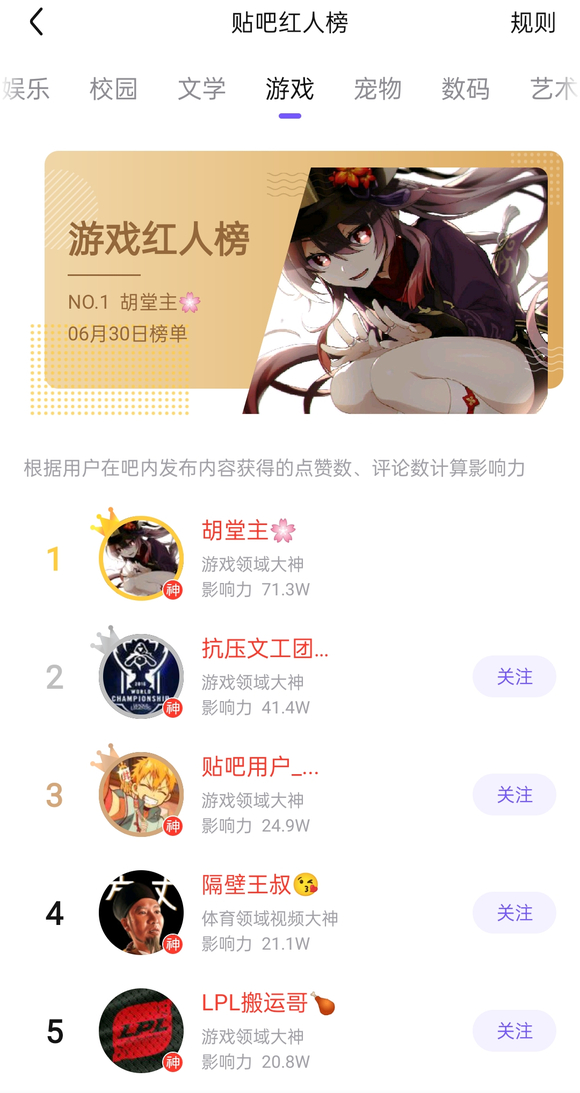 贴吧红人榜
规则
娱乐
校园
文学
游戏
宠物
数码
艺术
游戏红人榜
NO.1 胡堂主🌸
06月30日榜单
根据用户在吧内发布内容获得的点赞数、评论数计算影响力
1
胡堂主🌸
游戏领域大神
影响力 71.3W
神
2
抗压文工团...
游戏领域大神
影响力 41.4W
关注
2019
WORLD
CHAMPIONSHIP
神
3
贴吧用户_...
游戏领域大神
影响力 24.9W
关注
神
4
隔壁王叔😘
体育领域视频大神
影响力 21.1W
关注
神
5
LPL搬运哥🍗
游戏领域大神
影响力 20.8W
关注
LPL
神